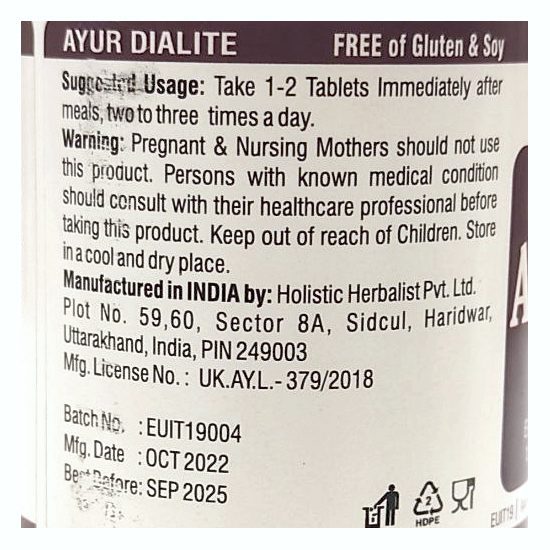 AYUR DIALITE FREE of Gluten & Soy
Suggested Usage: Take 1-2 Tablets Immediately after
meals, two to three times a day.
Warning: Pregnant & Nursing Mothers should not use
this product. Persons with known medical condition
should consult with their healthcare professional before
taking this product. Keep out of reach of Children. Store
in a cool and dry place.
Manufactured in INDIA by: Holistic Herbalist Pvt. Ltd.
Plot No. 59,60, Sector 8A, Sidcul, Haridwar,
Uttarakhand, India, PIN 249003
Mfg. License No.: UK.AY.L.- 379/2018
Batch No. : EUIT19004
Mfg. Date : OCT 2022
Best Before: SEP 2025
2
HDPE
EUIT19